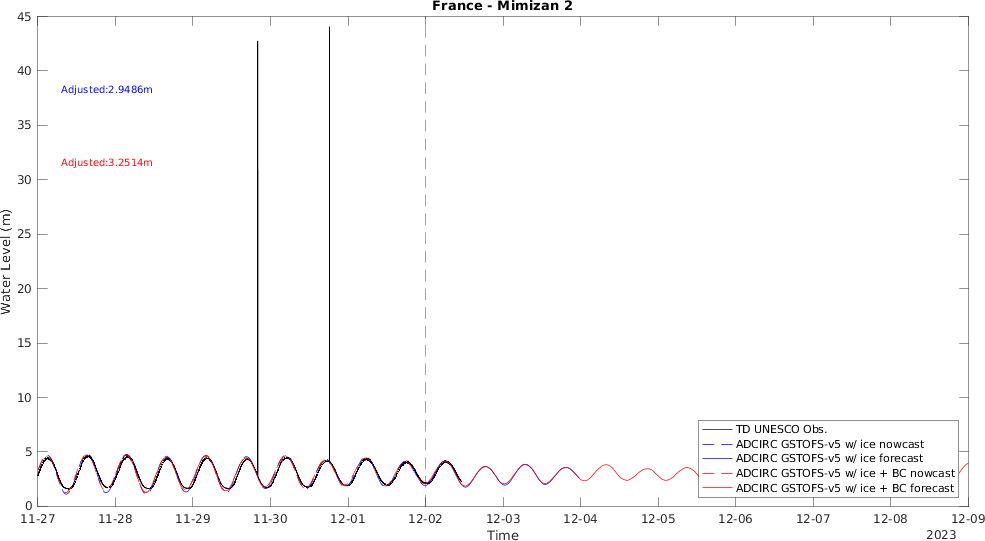 France - Mimizan 2
45
40
35
30
25
20
15
10
5
0
Water Level (m)
Adjusted:2.9486m
Adjusted:3.2514m
TD UNESCO Obs.
ADCIRC GSTOFS-v5 w/ ice nowcast
ADCIRC GSTOFS-v5 w/ ice forecast
ADCIRC GSTOFS-v5 w/ ice + BC nowcast
ADCIRC GSTOFS-v5 w/ ice + BC forecast
11-27 11-28 11-29 11-30 12-01 12-02 12-03 12-04 12-05 12-06 12-07 12-08 12-09
Time
2023